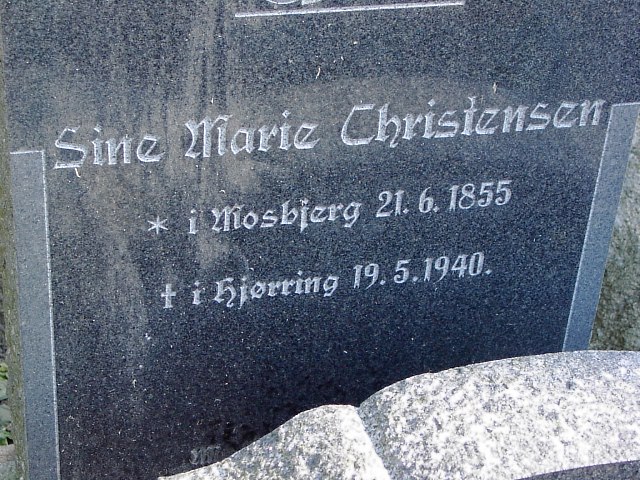 Sine Marie Christensen
* i Mosbjerg 21. 6. 1855
† i Hjørring 19. 5. 1940.